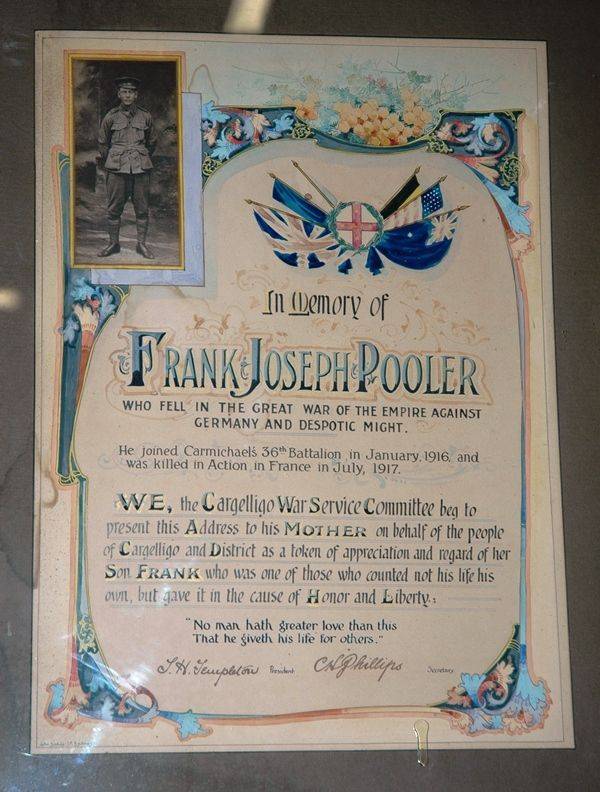 In Memory of
FRANK JOSEPH POOLER
WHO FELL IN THE GREAT WAR OF THE EMPIRE AGAINST
GERMANY AND DESPOTIC MIGHT.
He joined Carmichael's 36th Battalion in January, 1916, and
was killed in Action in France in July, 1917.
WE, the Cargelligo War Service Committee beg to
present this Address to his MOTHER on behalf of the people
of Cargelligo and District as a token of appreciation and regard of her
Son FRANK who was one of those who counted not his life his
own, but gave it in the cause of Honor and Liberty.:
"No man hath greater love than this
That he giveth his life for others."
J. H. Templeton President C H Phillips Secretary